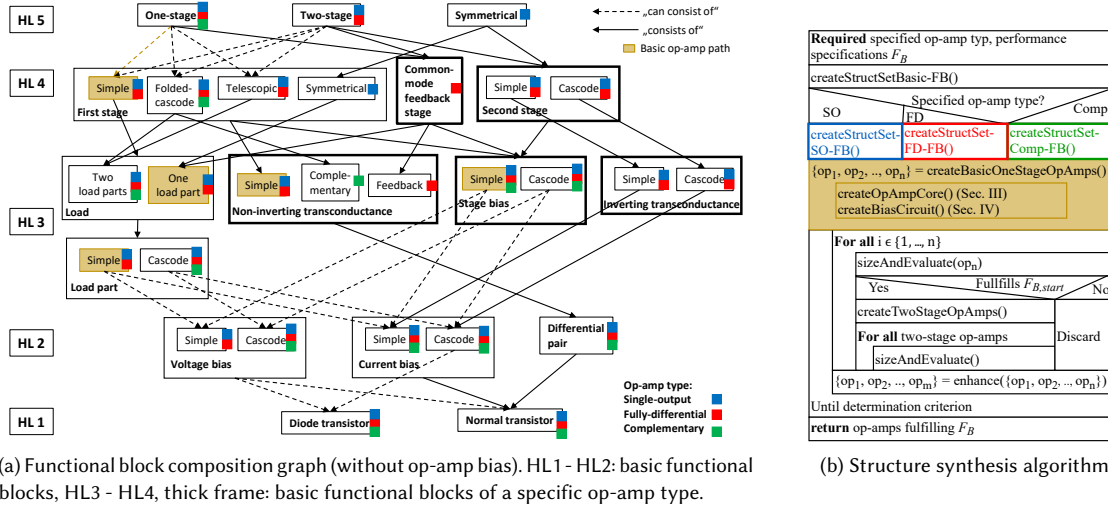 HL 5
One-stage
Two-stage
Symmetrical
„can consist of“
„consists of“
Basic op-amp path
HL 4
Simple
Folded-
cascode
Telescopic
Symmetrical
First stage
Common-
mode
feedback
stage
Simple
Cascode
Second stage
HL 3
Two
load parts
One
load part
Load
Simple
Comple-
mentary
Feedback
Non-inverting transconductance
Simple
Cascode
Stage bias
Simple
Cascode
Inverting transconductance
Simple
Cascode
Load part
HL 2
Simple
Cascode
Voltage bias
Simple
Cascode
Current bias
Differential
pair
HL 1
Diode transistor
Normal transistor
Op-amp type:
Single-output
Fully-differential
Complementary
(a) Functional block composition graph (without op-amp bias). HL1 - HL2: basic functional
blocks, HL3 - HL4, thick frame: basic functional blocks of a specific op-amp type.
Required specified op-amp typ, performance
specifications F_B
createStructSetBasic-FB()
Specified op-amp type?
SO
FD
Comp
createStructSet-
SO-FB()
createStructSet-
FD-FB()
createStructSet-
Comp-FB()
{op₁, op₂, .., opₙ} = createBasicOneStageOpAmps()
createOpAmpCore() (Sec. III)
createBiasCircuit() (Sec. IV)
For all i ϵ {1, ..., n}
sizeAndEvaluate(opₙ)
Yes
Fullfills F_B,start
No
createTwoStageOpAmps()
For all two-stage op-amps
Discard
sizeAndEvaluate()
{op₁, op₂, .., opₘ} = enhance({op₁, op₂, .., opₙ})
Until determination criterion
return op-amps fulfilling F_B
(b) Structure synthesis algorithm